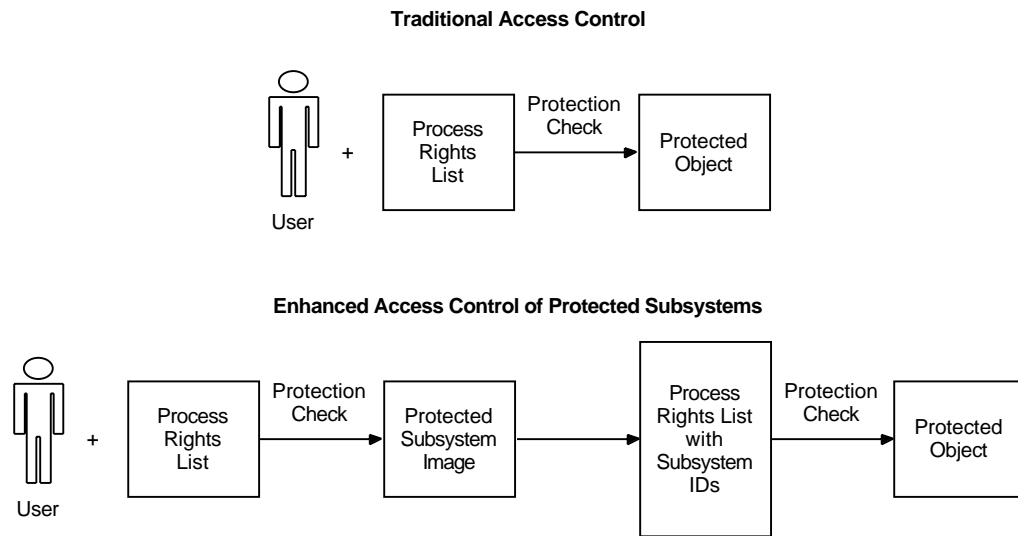 Traditional Access Control
Protection
Check
Process
Rights
List
Protected
Object
+
User
Enhanced Access Control of Protected Subsystems
Protection
Check
Protection
Check
Process
Rights
List
Protected
Subsystem
Image
Process
Rights List
with
Subsystem
IDs
Protected
Object
+
User